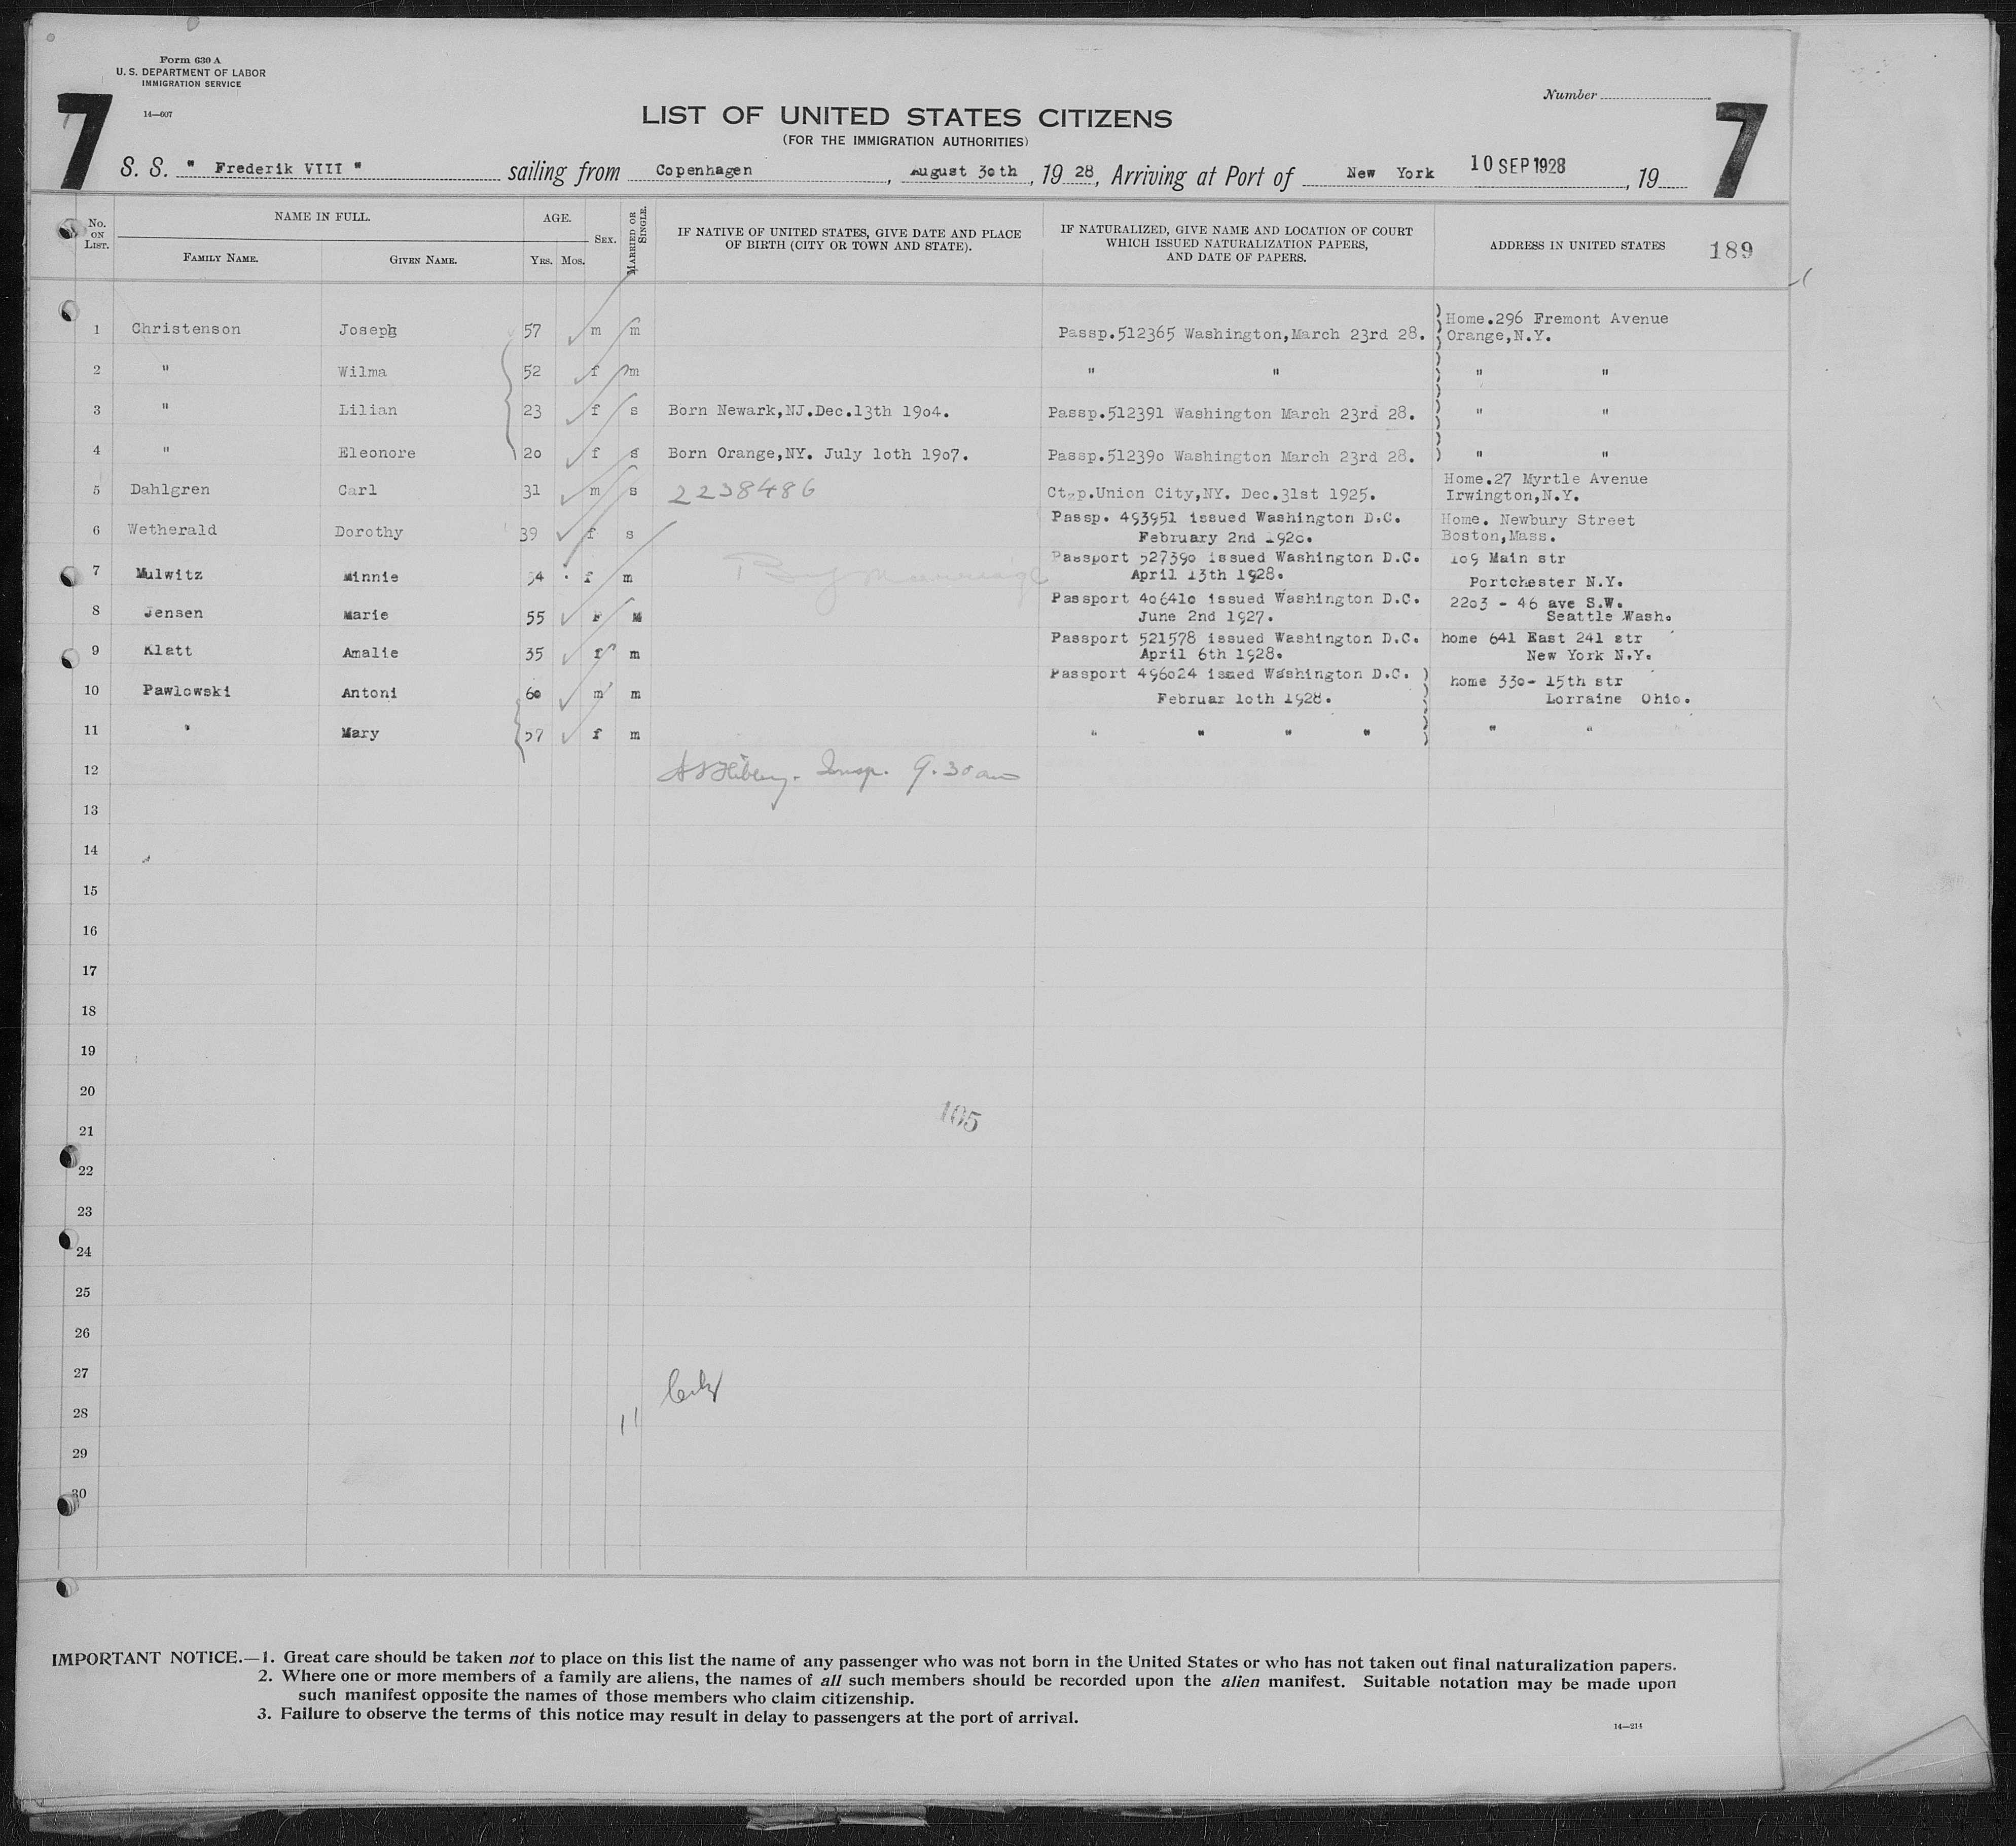 Form 630 A
U. S. DEPARTMENT OF LABOR
IMMIGRATION SERVICE
14—607
7
Number
7
LIST OF UNITED STATES CITIZENS
(FOR THE IMMIGRATION AUTHORITIES)
S. S. " Frederik VIII " sailing from Copenhagen, August 30th, 19 28, Arriving at Port of New York 10 SEP 1928, 19
No. ON LIST.
NAME IN FULL.
FAMILY NAME. GIVEN NAME.
AGE.
YRS. MOS.
SEX.
MARRIED OR SINGLE.
IF NATIVE OF UNITED STATES, GIVE DATE AND PLACE
OF BIRTH (CITY OR TOWN AND STATE).
IF NATURALIZED, GIVE NAME AND LOCATION OF COURT
WHICH ISSUED NATURALIZATION PAPERS,
AND DATE OF PAPERS.
ADDRESS IN UNITED STATES 189
1 Christenson Joseph 57 m m Passp.512365 Washington,March 23rd 28. Home.296 Fremont Avenue
Orange,N.Y.
2 " Wilma 52 f m " " " "
3 " Lilian 23 f s Born Newark,NJ.Dec.13th 1904. Passp.512391 Washington March 23rd 28. " "
4 " Eleonore 20 f s Born Orange,NY. July 10th 1907. Passp.512390 Washington March 23rd 28. " "
5 Dahlgren Carl 31 m s 2238486 Ctzp.Union City,NY. Dec.31st 1925. Home.27 Myrtle Avenue
Irwington,N.Y.
6 Wetherald Dorothy 39 f s Passp. 493951 issued Washington D.C. Home. Newbury Street
February 2nd 1920. Boston,Mass.
7 Mulwitz Minnie 54 f m By marriage Passport 527390 issued Washington D.C. 109 Main str
April 13th 1928. Portchester N.Y.
8 Jensen Marie 55 F M Passport 406410 issued Washington D.C. 2203 - 46 ave S.W.
June 2nd 1927. Seattle Wash.
9 Klatt Amalie 35 f m Passport 521578 issued Washington D.C. home 641 East 241 str
April 6th 1928. New York N.Y.
10 Pawlowski Antoni 60 m m Passport 496024 issed Washington D.C. home 330- 15th str
Februar 10th 1928. Lorraine Ohio.
11 " Mary 57 f m " " " " " "
12 Insp. 9.30 am
13
14
15
16
17
18
19
20
105
21
22
23
24
25
26
27
28 11
29
30
IMPORTANT NOTICE.—1. Great care should be taken not to place on this list the name of any passenger who was not born in the United States or who has not taken out final naturalization papers.
2. Where one or more members of a family are aliens, the names of all such members should be recorded upon the alien manifest. Suitable notation may be made upon
such manifest opposite the names of those members who claim citizenship.
3. Failure to observe the terms of this notice may result in delay to passengers at the port of arrival.
14—214